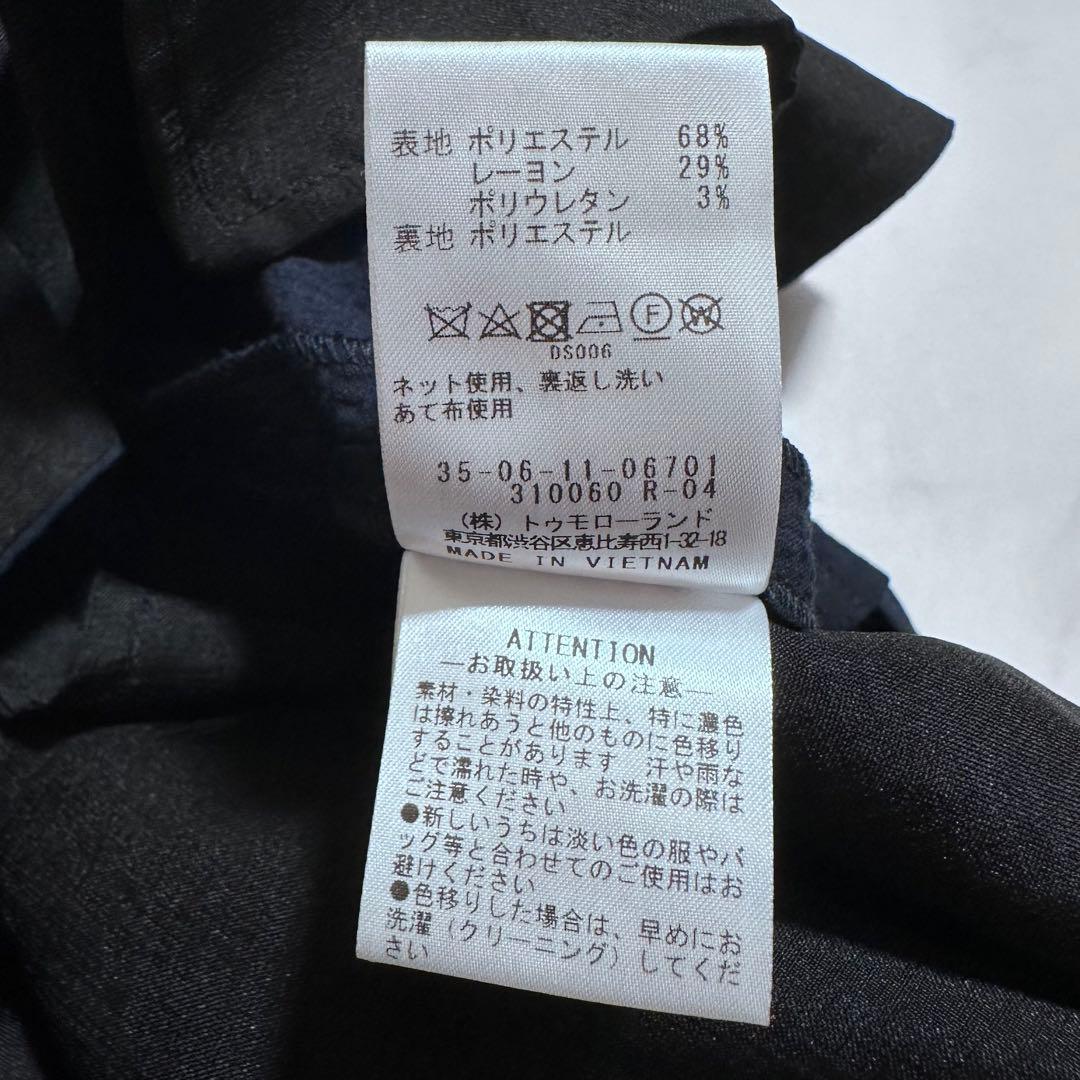 表地 ポリエステル 68%
レーヨン 29%
ポリウレタン 3%
裏地 ポリエステル
F W
DS006
ネット使用、裏返し洗い
あて布使用
35-06-11-06701
310060 R-04
(株) トゥモローランド
東京都渋谷区恵比寿西1-32-18
MADE IN VIETNAM
ATTENTION
―お取扱い上の注意―
素材・染料の特性上、特に濃色
は擦れあうと他のものに色移り
することがあります 汗や雨な
どで濡れた時や、お洗濯の際は
ご注意ください
●新しいうちは淡い色の服やバ
ッグ等と合わせてのご使用はお
避けください
●色移りした場合は、早めにお
洗濯(クリーニング)してくだ
さい